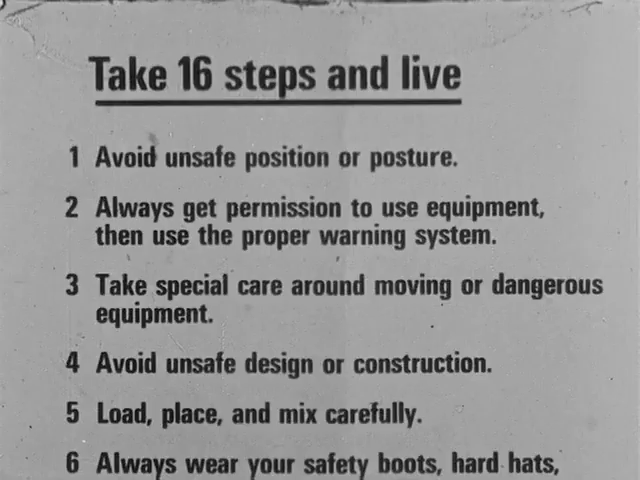 Take 16 steps and live
1 Avoid unsafe position or posture.
2 Always get permission to use equipment,
then use the proper warning system.
3 Take special care around moving or dangerous
equipment.
4 Avoid unsafe design or construction.
5 Load, place, and mix carefully.
6 Always wear your safety boots, hard hats,